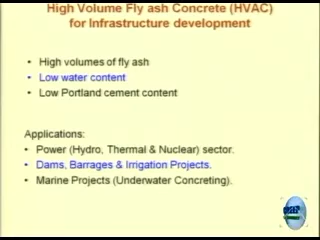 High Volume Fly ash Concrete (HVAC)
for Infrastructure development
• High volumes of fly ash
• Low water content
• Low Portland cement content
Applications:
• Power (Hydro, Thermal & Nuclear) sector.
• Dams, Barrages & Irrigation Projects.
• Marine Projects (Underwater Concreting).